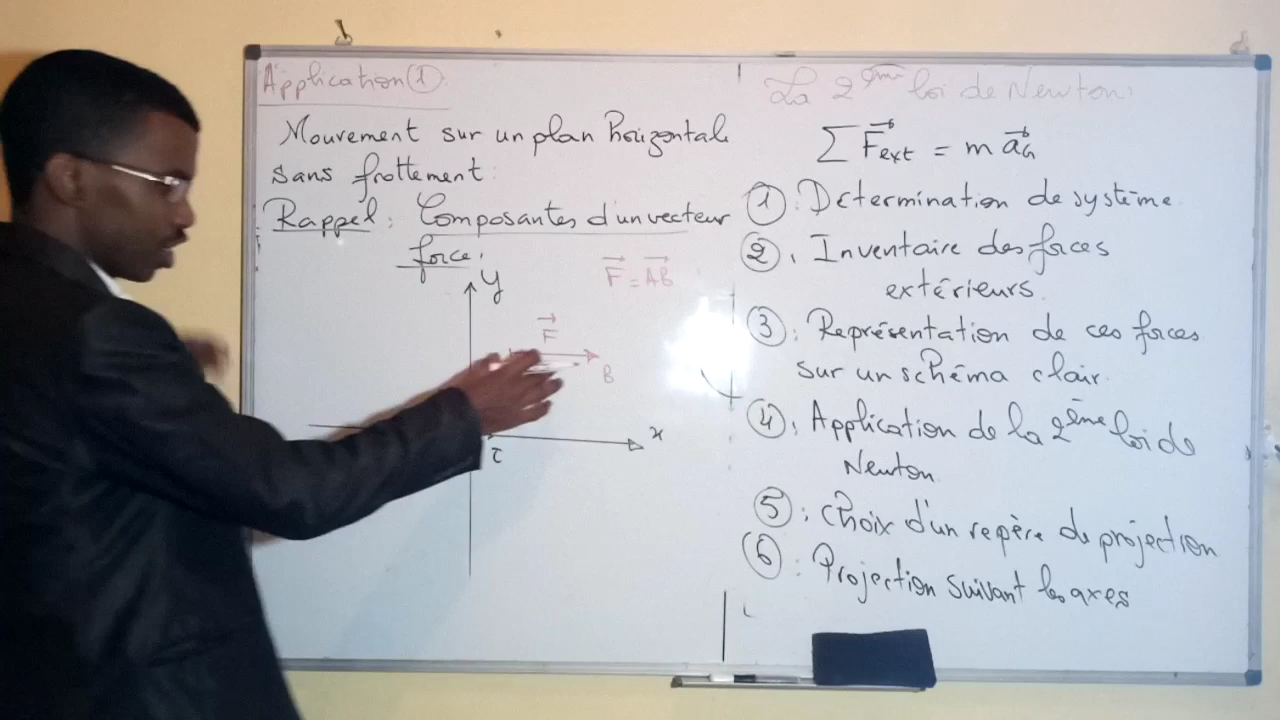 Application (1)
Mouvement sur un plan horizontale
sans frottement:
Rappel: Composantes d'un vecteur
force.
F = AB
y
F
B
x
La 2ème loi de Newton:
∑ F⃗ext = m a⃗G
① : Détermination de système
② . Inventaire des forces
extérieurs.
③ : Représentation de ces forces
sur un schéma clair.
④ : Application de la 2ème loi de
Newton
⑤ : Choix d'un repère de projection
⑥ : Projection suivant les axes